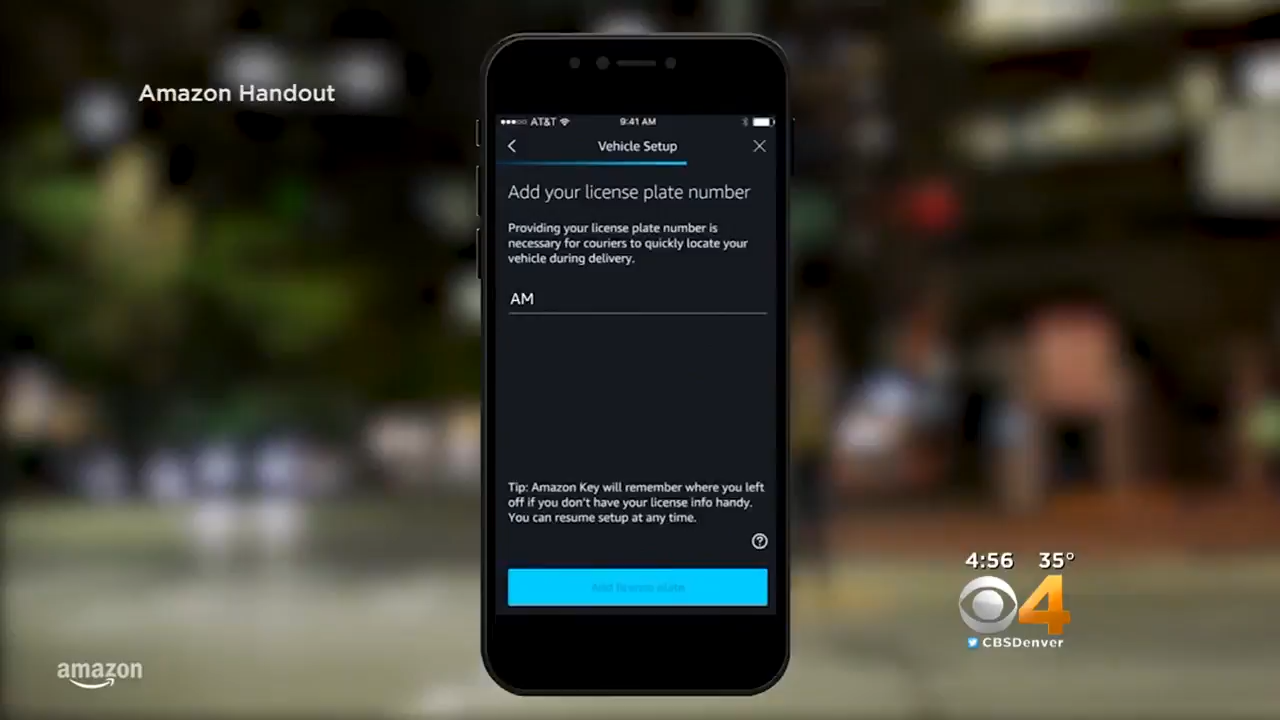 Amazon Handout
AT&T
9:41 AM
Vehicle Setup
Add your license plate number
Providing your license plate number is
necessary for couriers to quickly locate your
vehicle during delivery.
AM
Tip: Amazon Key will remember where you left
off if you don't have your license info handy.
You can resume setup at any time.
Add license plate
4:56 35°
4
CBSDenver
amazon